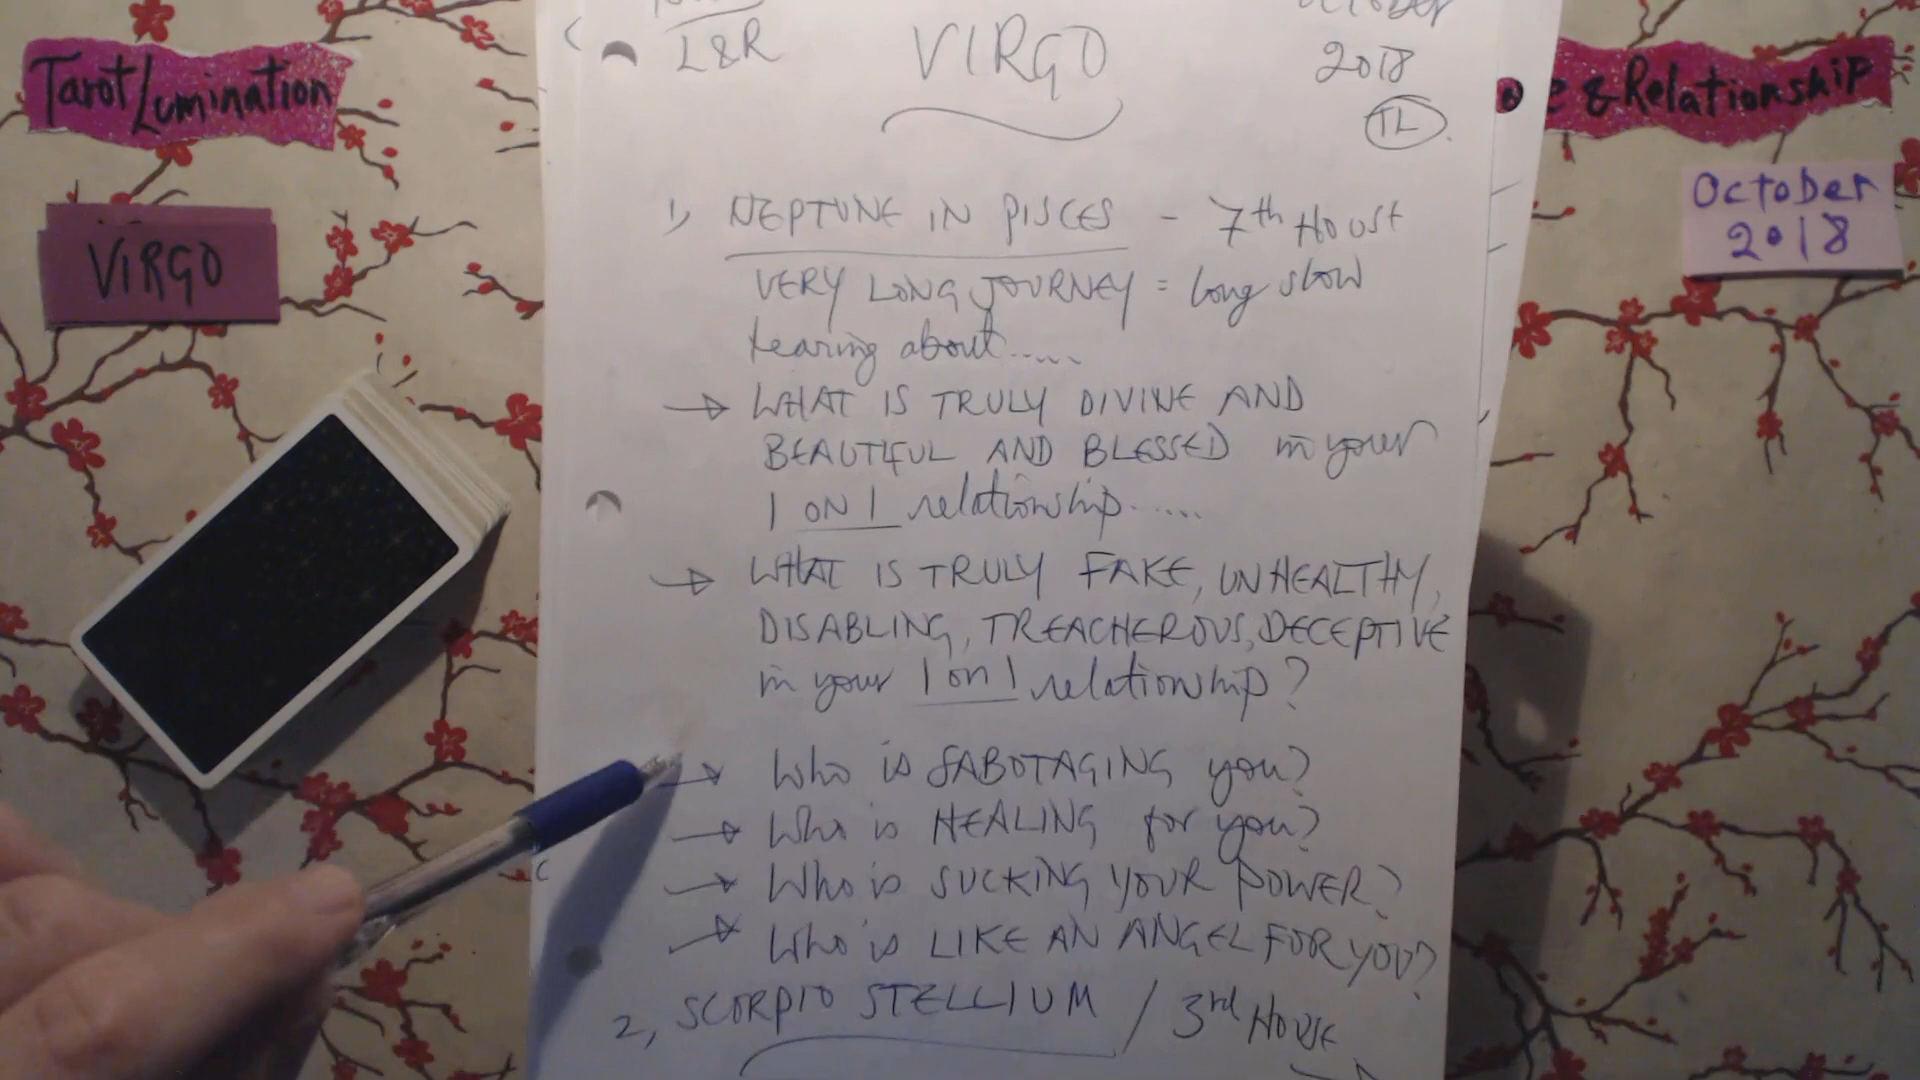 Tarot Lumination
VIRGO
L&R
VIRGO
October
2018
TL
e & Relationship
October
2018
1, NEPTUNE IN PISCES - 7th House
VERY LONG JOURNEY = long slow
tearing about.....
→ WHAT IS TRULY DIVINE AND
BEAUTIFUL AND BLESSED in your
1 ON 1 relationship......
→ WHAT IS TRULY FAKE, UNHEALTHY,
DISABLING, TREACHEROUS, DECEPTIVE
in your 1 on 1 relationship?
→ Who is SABOTAGING you?
→ Who is HEALING for you?
→ Who is SUCKING YOUR POWER?
→ Who is LIKE AN ANGEL FOR YOU?
2, SCORPIO STELLIUM / 3rd House